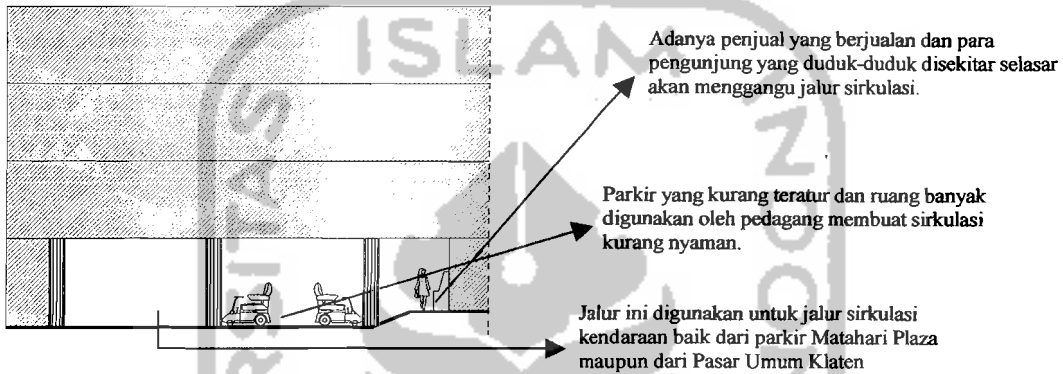 ISLAM
Adanya penjual yang berjualan dan para
pengunjung yang duduk-duduk disekitar selasar
akan menggangu jalur sirkulasi.
Parkir yang kurang teratur dan ruang banyak
digunakan oleh pedagang membuat sirkulasi
kurang nyaman.
Jalur ini digunakan untuk jalur sirkulasi
kendaraan baik dari parkir Matahari Plaza
maupun dari Pasar Umum Klaten